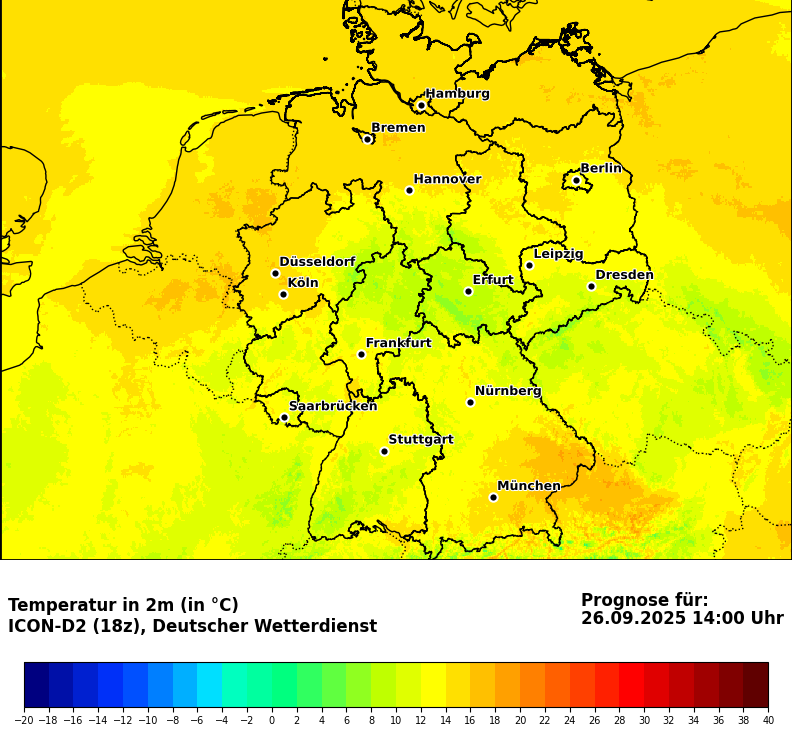 Hamburg
Bremen
Berlin
Hannover
Leipzig
Düsseldorf
Dresden
Köln
Erfurt
Frankfurt
Nürnberg
Saarbrücken
Stuttgart
München
Temperatur in 2m (in °C)
ICON-D2 (18z), Deutscher Wetterdienst
Prognose für:
26.09.2025 14:00 Uhr
−20 −18 −16 −14 −12 −10 −8 −6 −4 −2 0 2 4 6 8 10 12 14 16 18 20 22 24 26 28 30 32 34 36 38 40